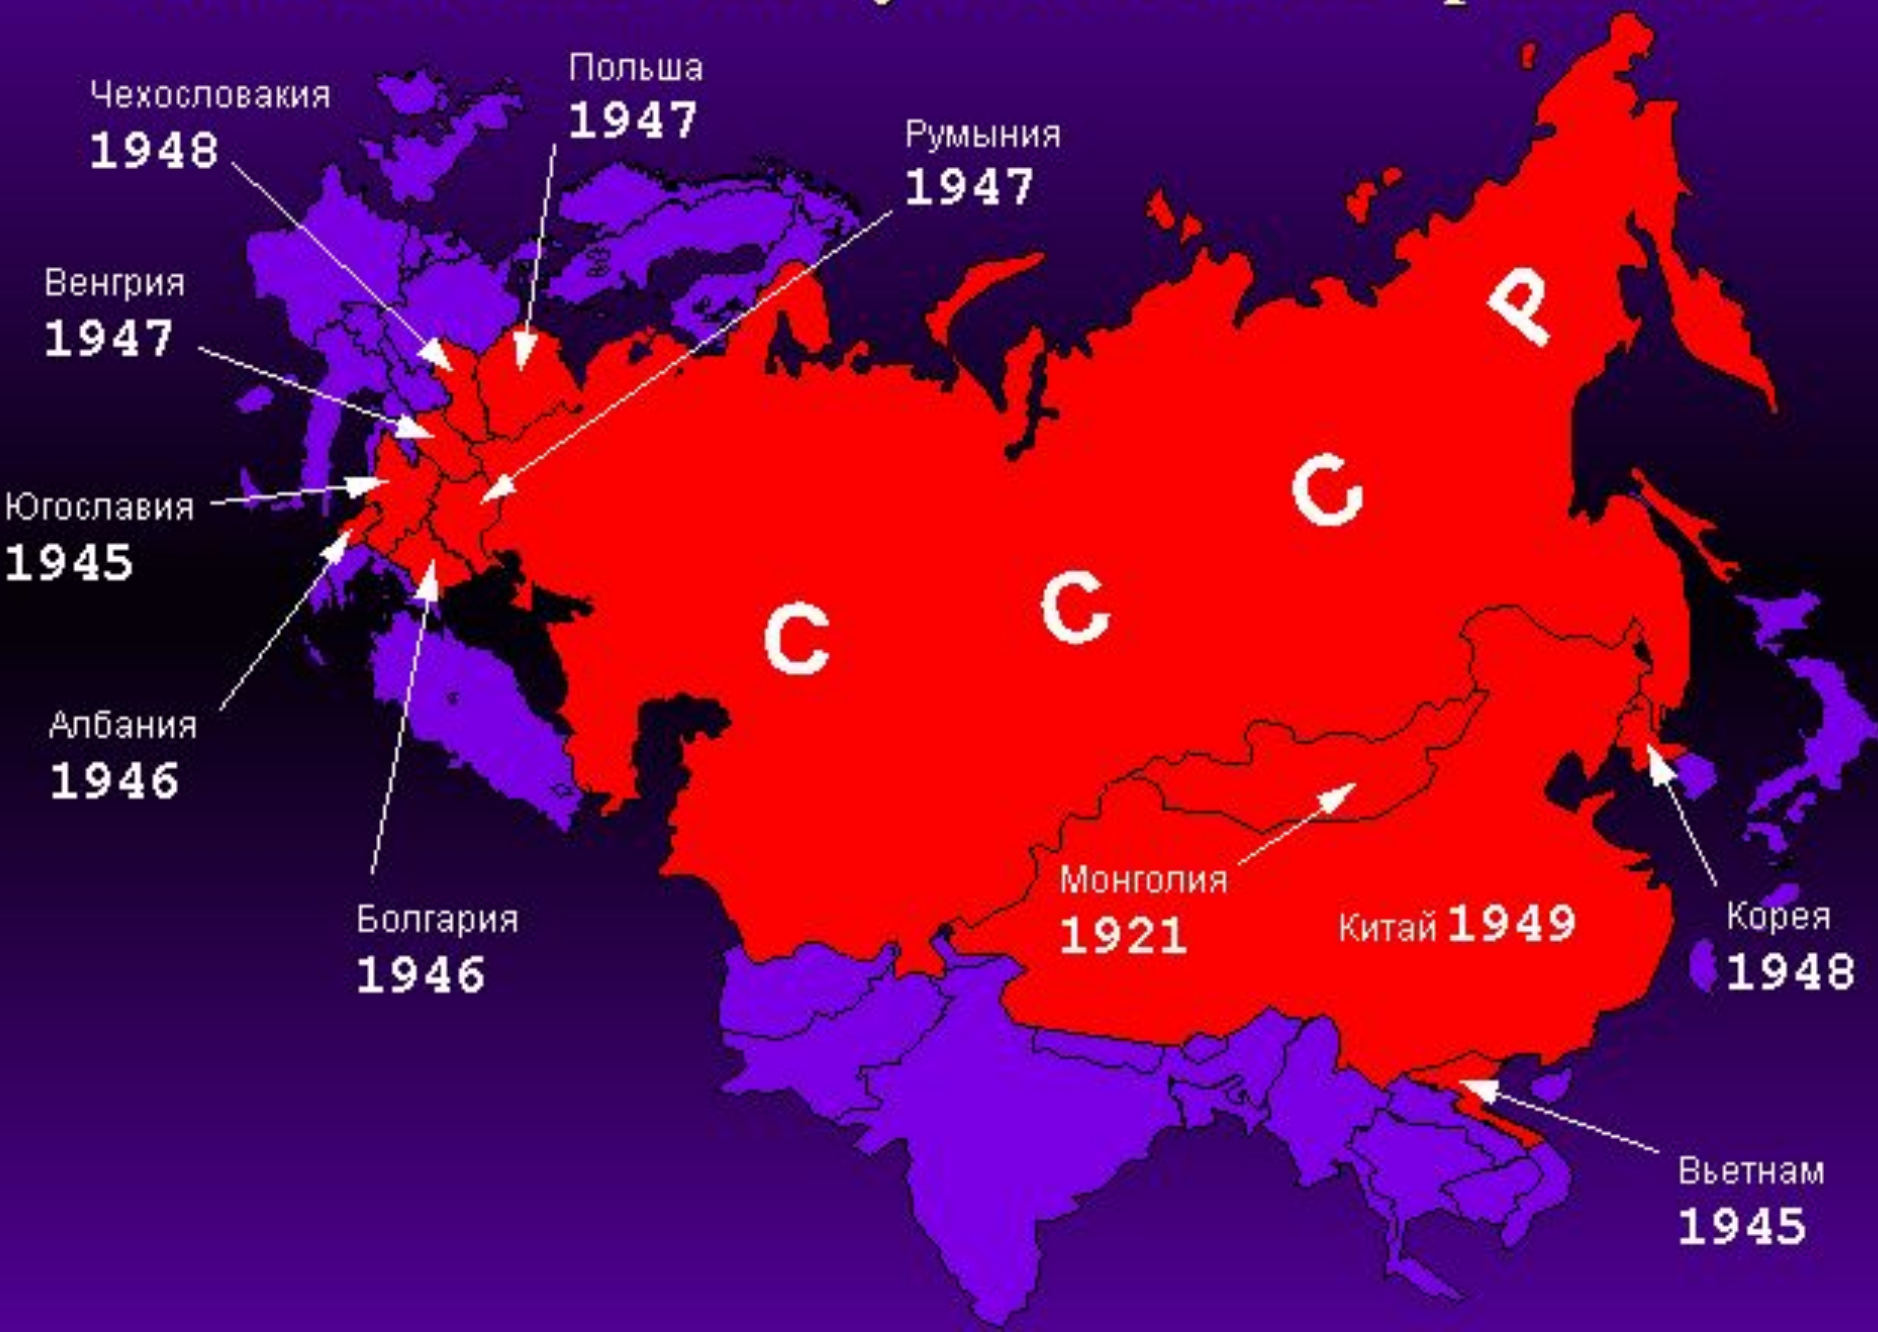 Польша
1947
Чехословакия
1948
Румыния
1947
Венгрия
1947
Р
С
С
С
Югославия
1945
Албания
1946
Болгария
1946
Монголия
1921
Китай 1949
Корея
1948
Вьетнам
1945